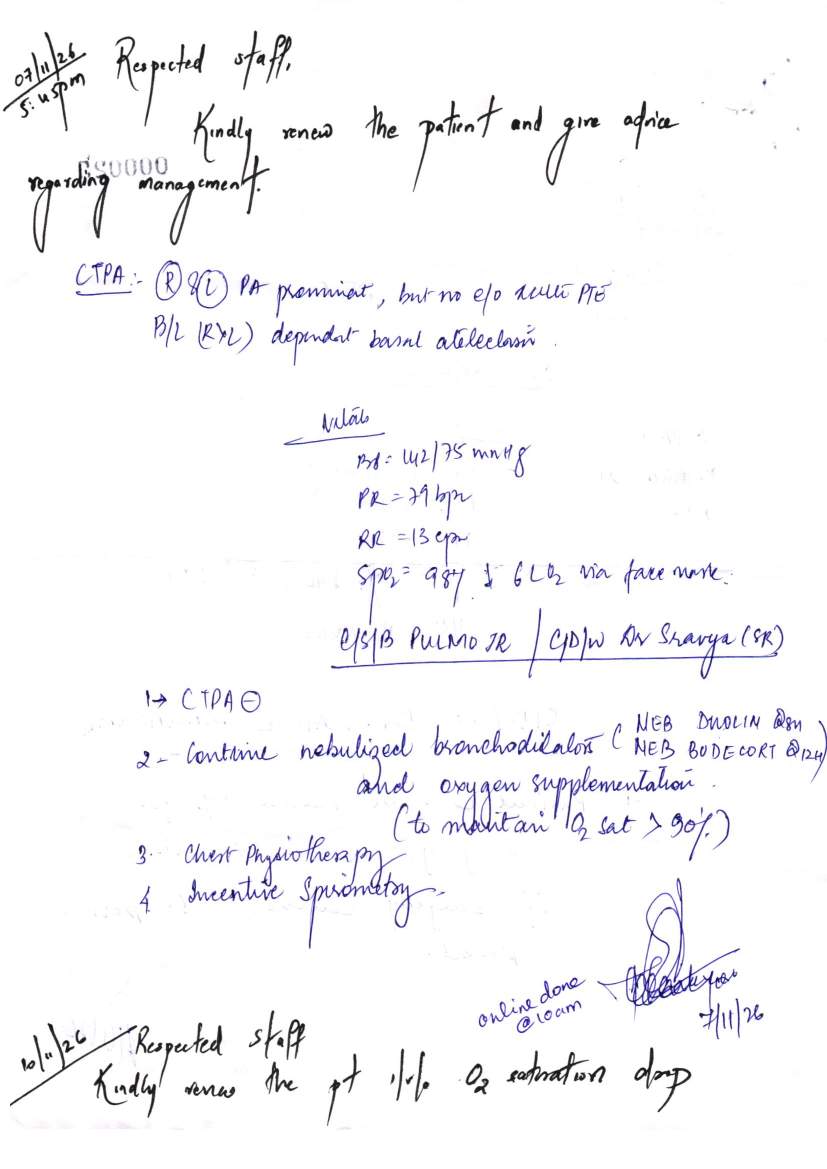 07/11/26
5:45pm
Respected staff,
Kindly renew the patient and give advice
regarding management.
CTPA:- (R) & (L) PA prominent, but no e/o acute PTE
B/L (R>L) dependent basal atelectasis.
Vitals
BP = 142/75 mmHg
PR = 79 bpm
RR = 13 cpm
SpO2 = 98% 6 L O2 via face mask.
C/S/B PULMO JR / C/D/W Dr Sravya (SR)
1→ CTPA ⊖
2- Continue nebulized bronchodilators ( NEB DUOLIN @8H
NEB BUDECORT @12H)
and oxygen supplementation.
(to maintain O2 sat > 90%)
3. Chest Physiotherapy
4 Incentive Spirometry.
online done
@10am
7/11/26
10/11/26
Respected staff
Kindly renew the pt i/v/o O2 saturation drop